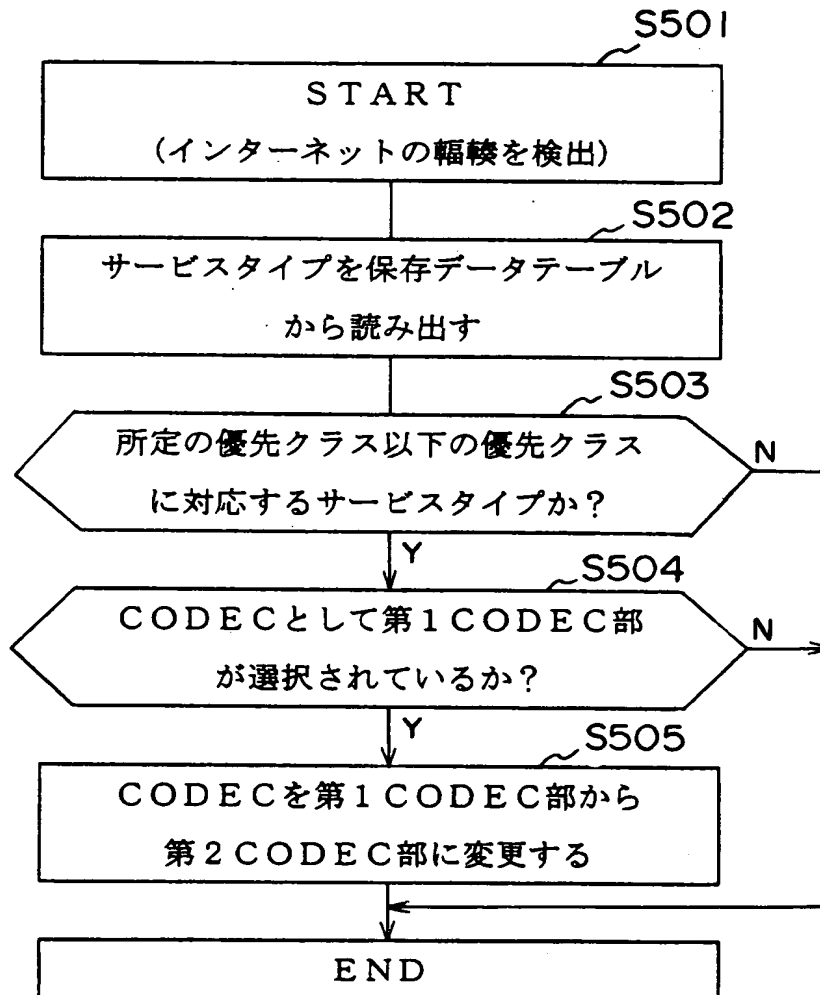 S501
START
(インターネットの輻輳を検出)
S502
サービスタイプを保存データテーブル
から読み出す
S503
所定の優先クラス以下の優先クラス
に対応するサービスタイプか？
N
Y
S504
CODECとして第1CODEC部
が選択されているか？
N
Y
S505
CODECを第1CODEC部から
第2CODEC部に変更する
END